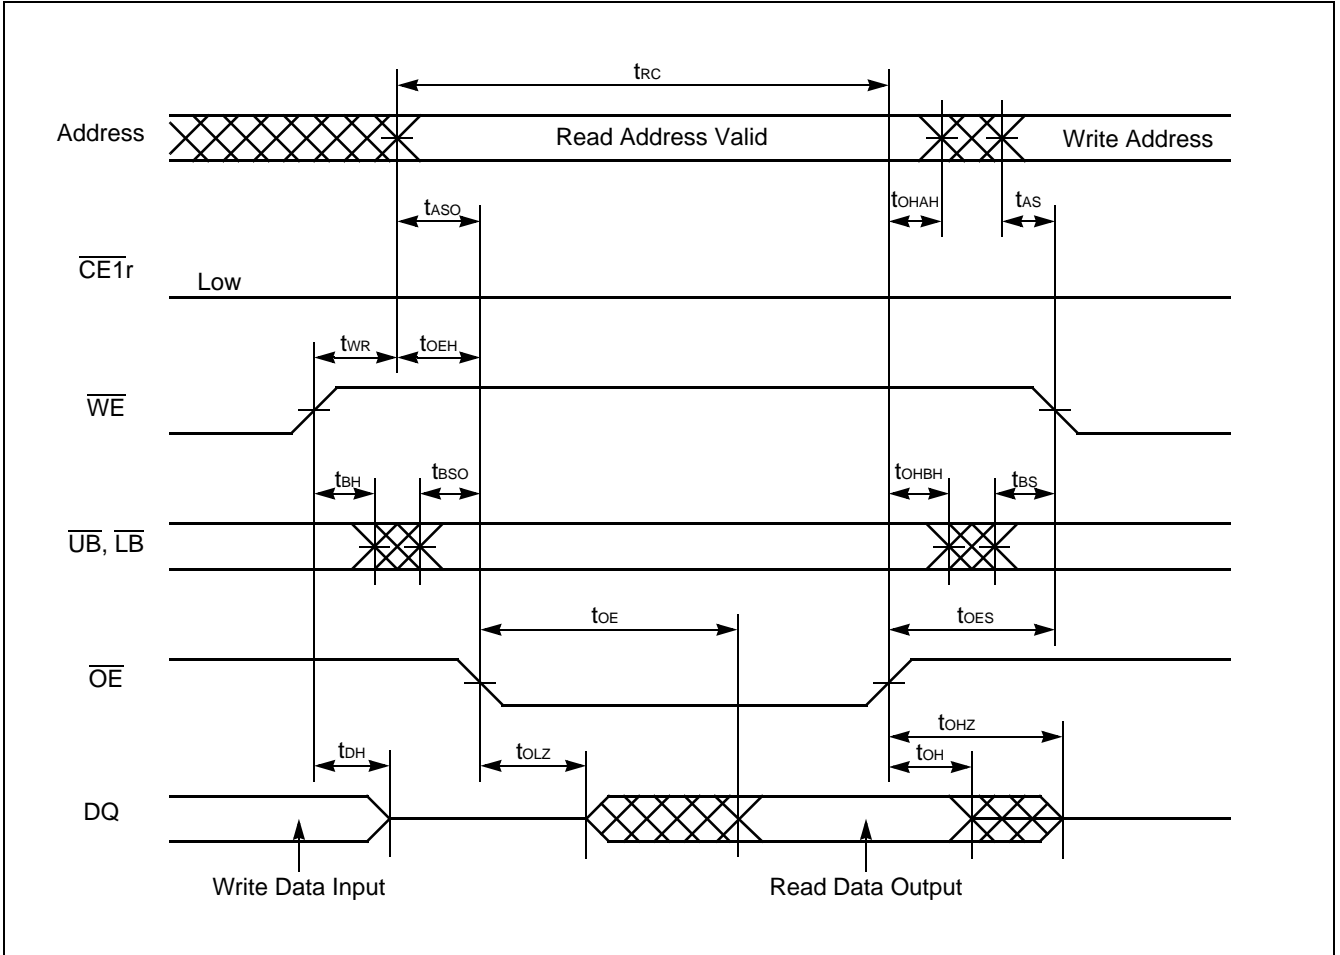 tRC
Address
Read Address Valid
Write Address
tASO
tOHAH
tAS
CE1r
Low
tWR
tOEH
WE
tBH
tBSO
tOHBH
tBS
UB, LB
tOE
tOES
OE
tOHZ
tDH
tOLZ
tOH
DQ
Write Data Input
Read Data Output